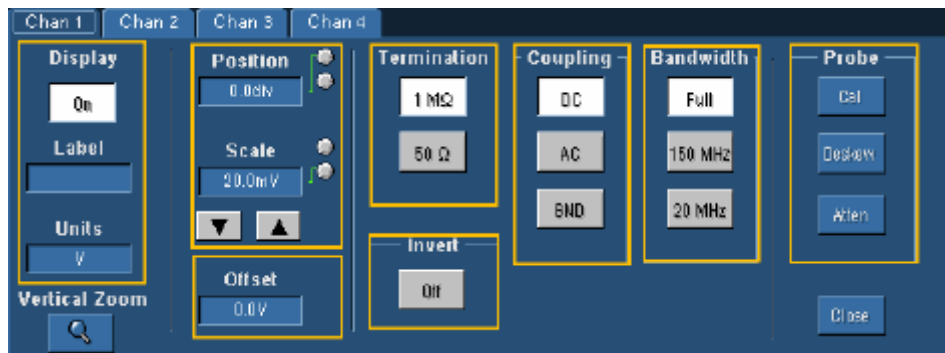 Chan 1 Chan 2 Chan 3 Chan 4
Display
On
Label
Units
V
Vertical Zoom
Position
0.0div
Scale
20.0mV
Offset
0.0V
Termination
1 MΩ
50 Ω
Invert
Off
Coupling
DC
AC
GND
Bandwidth
Full
150 MHz
20 MHz
Probe
Cal
Deskew
Atten
Close